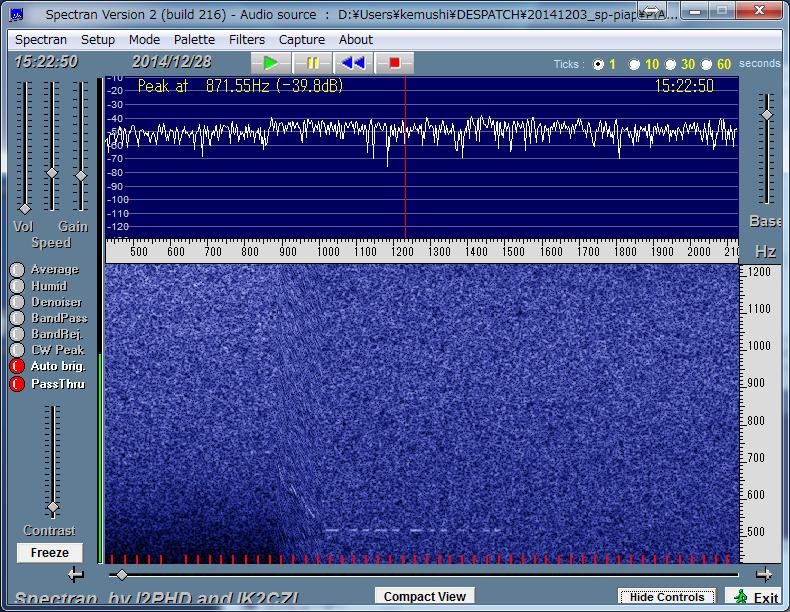 Spectran Version 2 (build 216) - Audio source : D:¥Users¥kemushi¥DESPATCH¥20141203_sp-piap¥
Spectran Setup Mode Palette Filters Capture About
15:22:50 2014/12/28 Ticks : 1 10 30 60 seconds
Peak at 871.55Hz (-39.8dB) 15:22:50
-10
-20
-30
-40
-50
-60
-70
-80
-90
-100
-110
-120
Vol Gain
Speed
Base
500 600 700 800 900 1000 1100 1200 1300 1400 1500 1600 1700 1800 1900 2000 Hz
Average
Humid
Denoiser
BandPass
BandRej.
CW Peak
Auto brig.
PassThru
1200
1100
1000
900
800
700
600
500
Contrast
Freeze
Spectran by I2PHD and IK2CZL
Compact View
Hide Controls
Exit